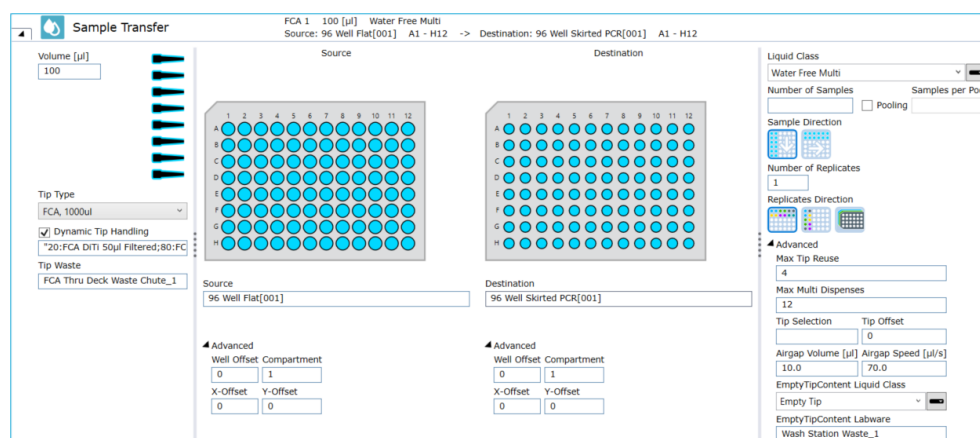 Sample Transfer
FCA 1 100 [µl] Water Free Multi
Source: 96 Well Flat[001] A1 - H12 -> Destination: 96 Well Skirted PCR[001] A1 - H12
Volume [µl]
100
Tip Type
FCA, 1000ul
Dynamic Tip Handling
"20:FCA DiTi 50µl Filtered;80:FC
Tip Waste
FCA Thru Deck Waste Chute_1
Source
1 2 3 4 5 6 7 8 9 10 11 12
A
B
C
D
E
F
G
H
Source
96 Well Flat[001]
Advanced
Well Offset Compartment
0 1
X-Offset Y-Offset
0 0
Destination
1 2 3 4 5 6 7 8 9 10 11 12
A
B
C
D
E
F
G
H
Destination
96 Well Skirted PCR[001]
Advanced
Well Offset Compartment
0 1
X-Offset Y-Offset
0 0
Liquid Class
Water Free Multi
Number of Samples Samples per Poo
Pooling
Sample Direction
Number of Replicates
1
Replicates Direction
Advanced
Max Tip Reuse
4
Max Multi Dispenses
12
Tip Selection Tip Offset
0
Airgap Volume [µl] Airgap Speed [µl/s]
10.0 70.0
EmptyTipContent Liquid Class
Empty Tip
EmptyTipContent Labware
Wash Station Waste_1